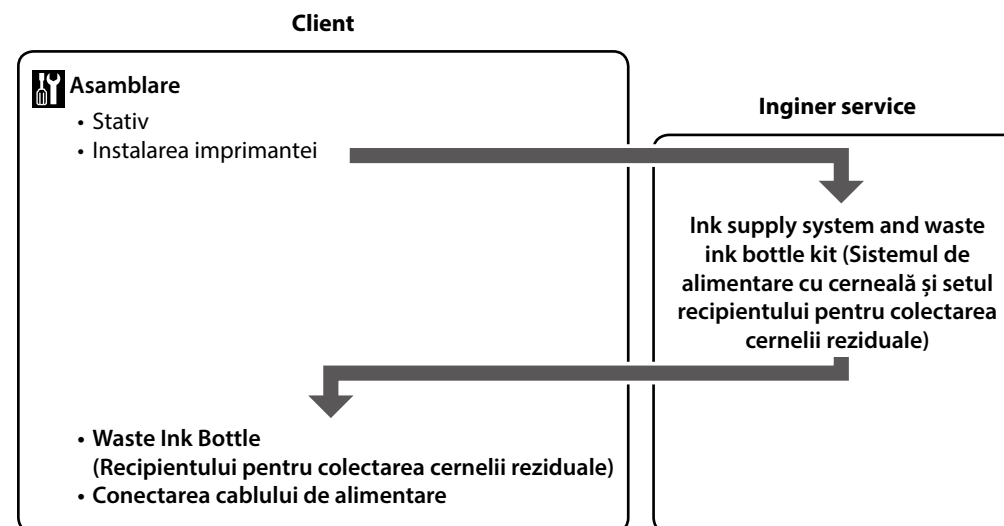 Client
Asamblare
• Stativ
• Instalarea imprimantei
Inginer service
Ink supply system and waste
ink bottle kit (Sistemul de
alimentare cu cerneală și setul
recipientului pentru colectarea
cernelii reziduale)
• Waste Ink Bottle
(Recipientului pentru colectarea cernelii reziduale)
• Conectarea cablului de alimentare